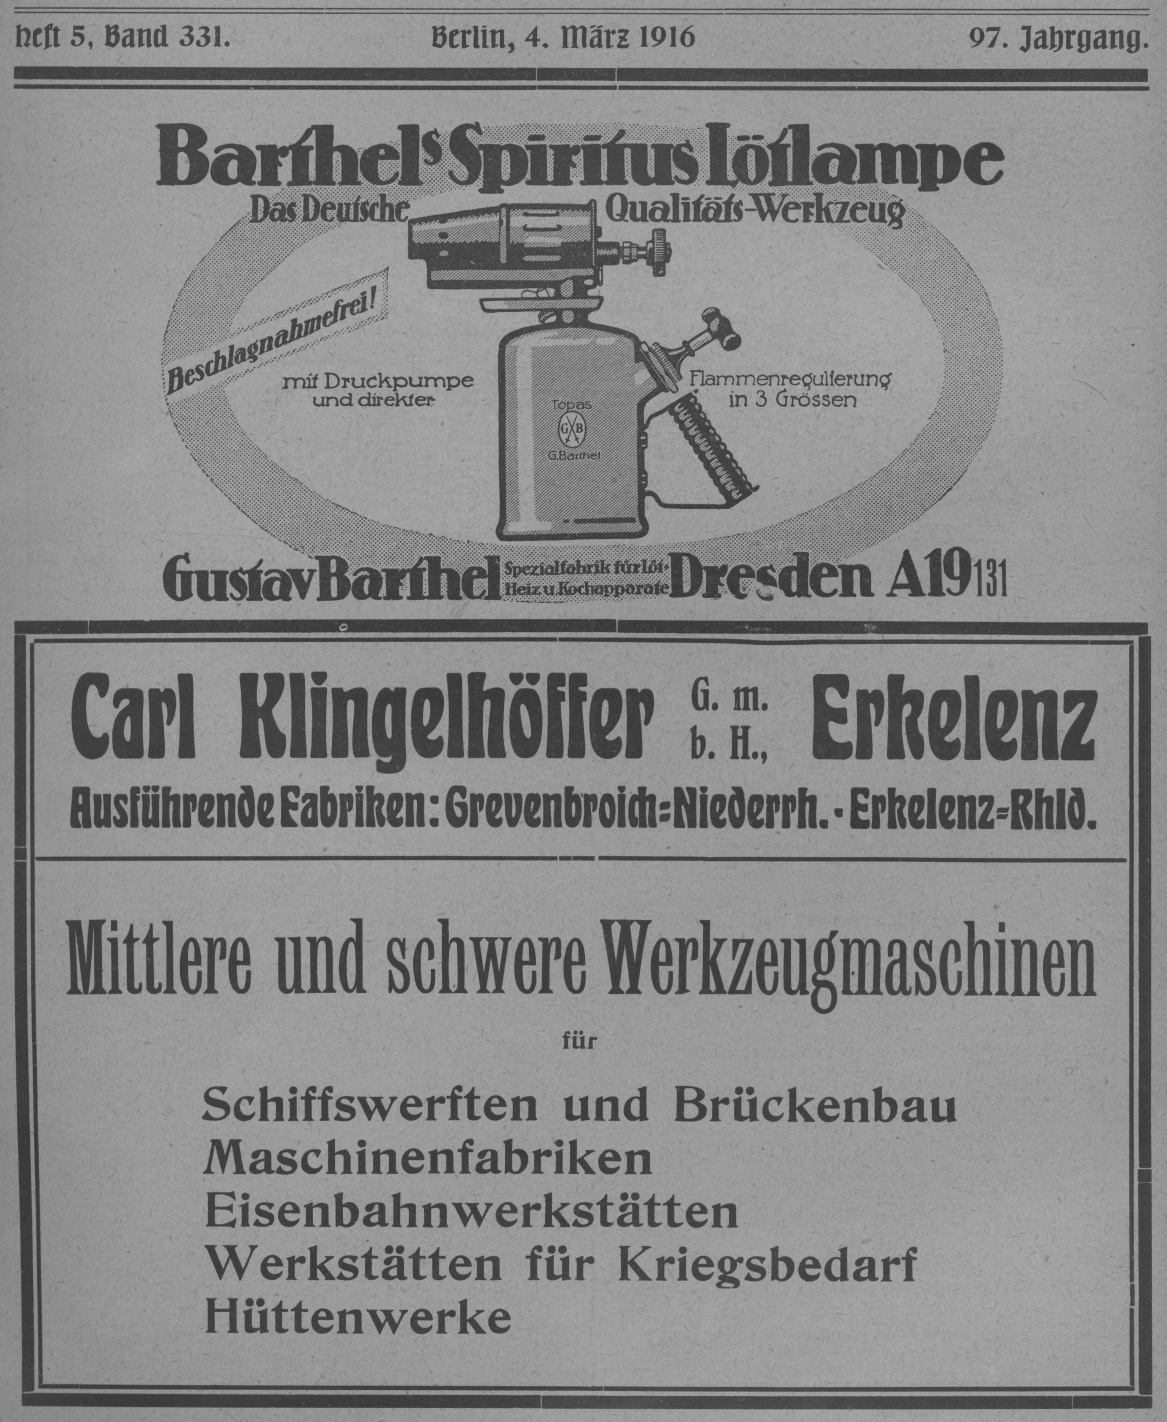 Heft 5, Band 331. Berlin, 4. März 1916 97. Jahrgang.
Barthels Spiritus Lötlampe
Das Deutsche Qualitäts-Werkzeug
Beschlagnahmefrei!
mit Druckpumpe
und direkter
Flammenregulierung
in 3 Grössen
Topas
G B
G. Barthel
Gustav Barthel Spezialfabrik für Löt-
Heiz u. Kochapparate Dresden A19 131
Carl Klingelhöffer G. m.
b. H., Erkelenz
Ausführende Fabriken: Grevenbroich-Niederrh. · Erkelenz-Rhld.
Mittlere und schwere Werkzeugmaschinen
für
Schiffswerften und Brückenbau
Maschinenfabriken
Eisenbahnwerkstätten
Werkstätten für Kriegsbedarf
Hüttenwerke